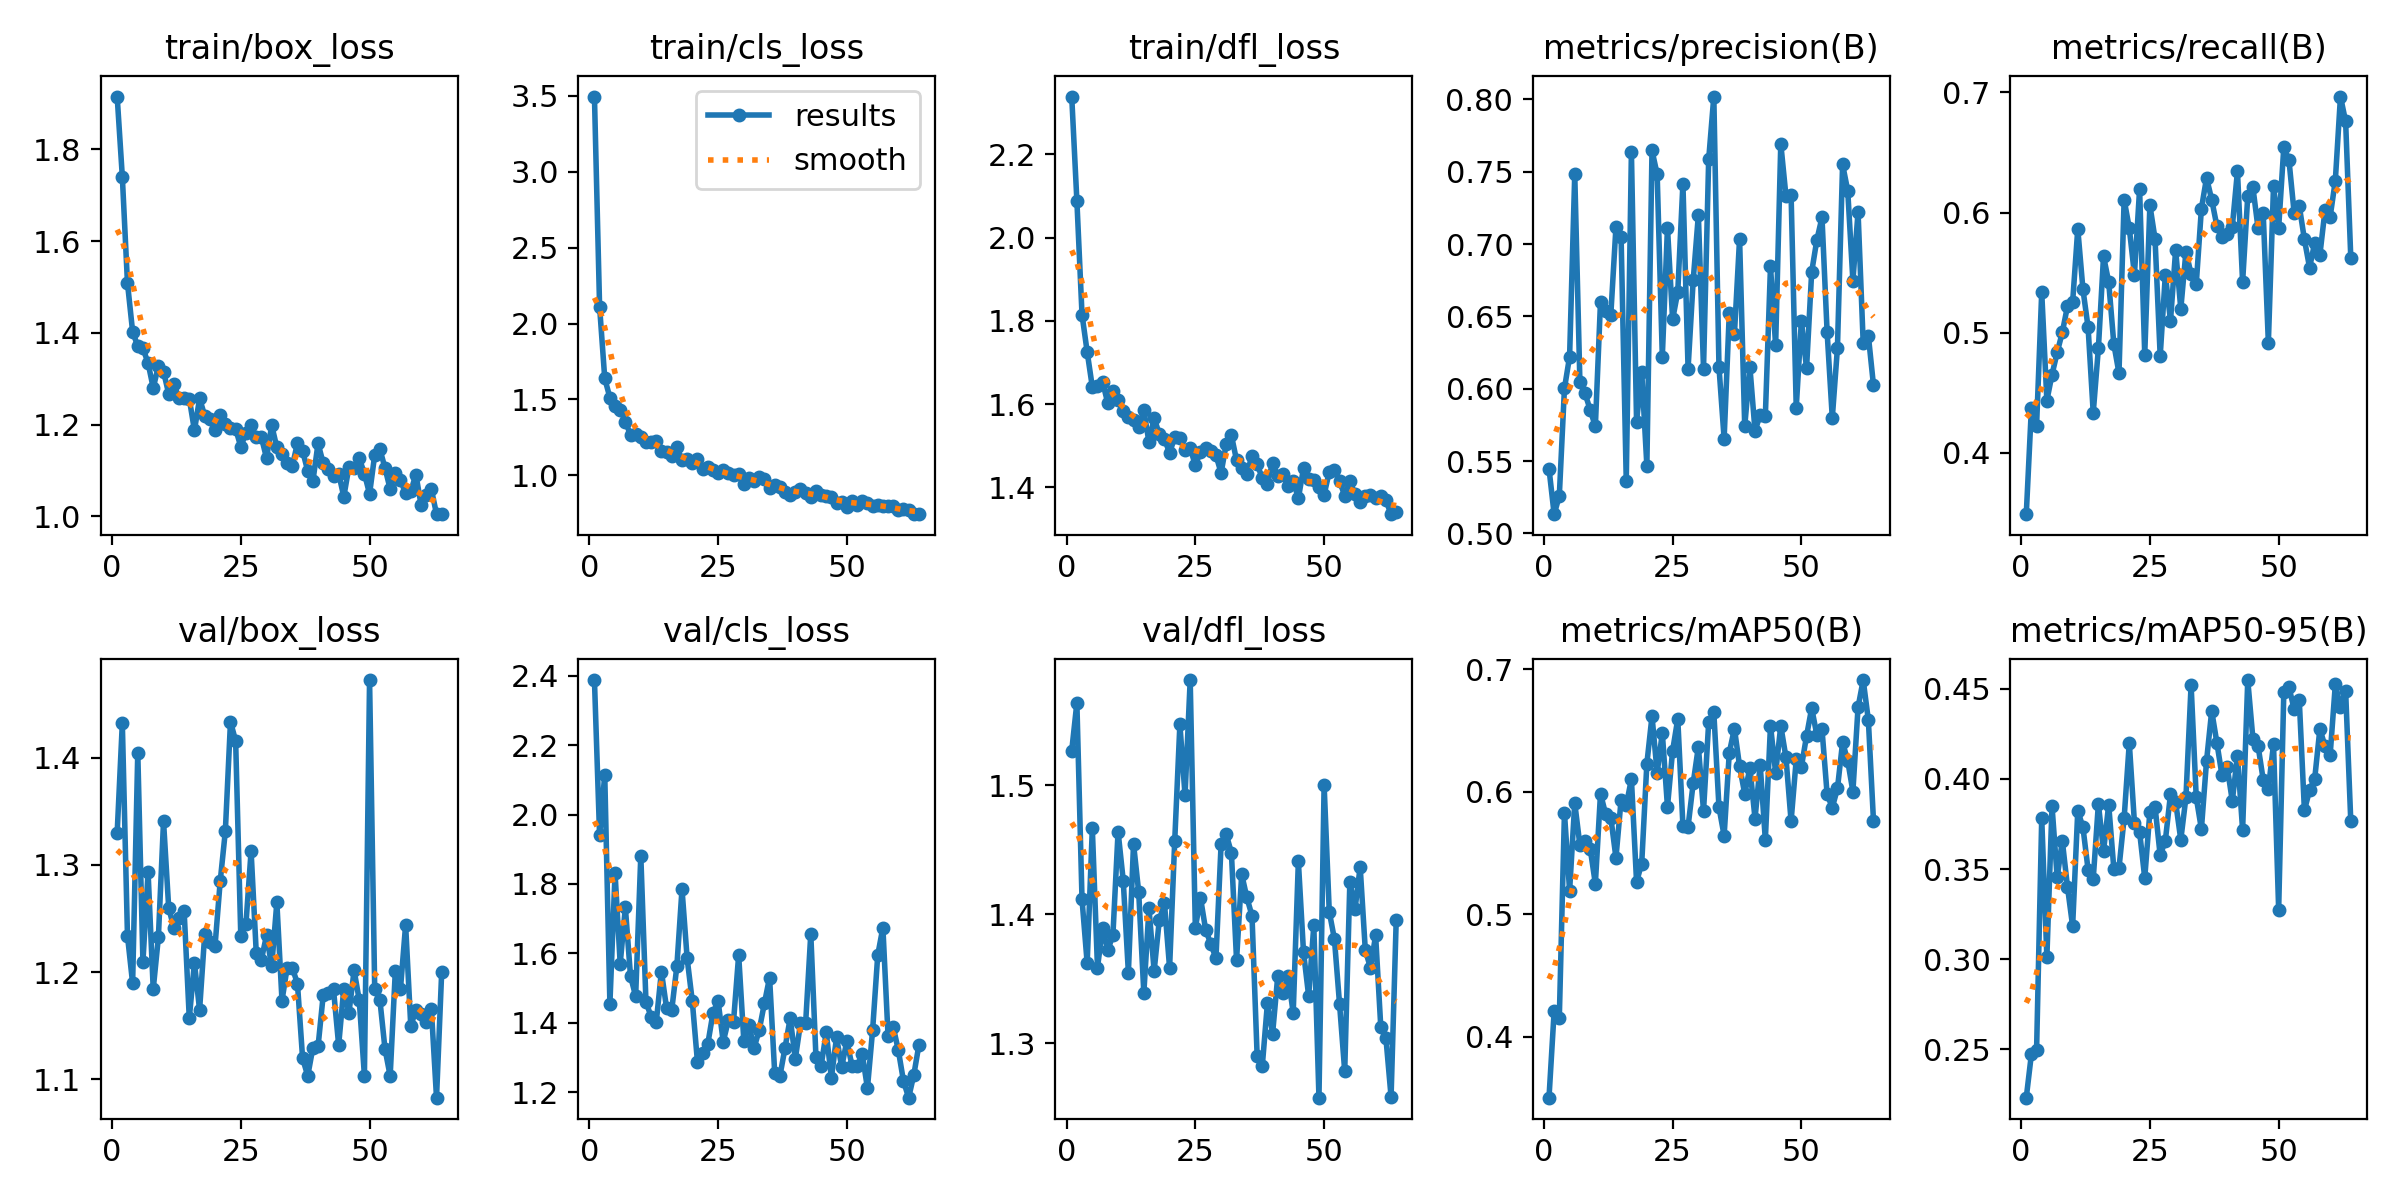 train/box_loss
train/cls_loss
train/dfl_loss
metrics/precision(B)
metrics/recall(B)
1.8
1.6
1.4
1.2
1.0
0 25 50
3.5
3.0
2.5
2.0
1.5
1.0
results
smooth
0 25 50
2.2
2.0
1.8
1.6
1.4
0 25 50
0.80
0.75
0.70
0.65
0.60
0.55
0.50
0 25 50
0.7
0.6
0.5
0.4
0 25 50
val/box_loss
val/cls_loss
val/dfl_loss
metrics/mAP50(B)
metrics/mAP50-95(B)
1.4
1.3
1.2
1.1
0 25 50
2.4
2.2
2.0
1.8
1.6
1.4
1.2
0 25 50
1.5
1.4
1.3
0 25 50
0.7
0.6
0.5
0.4
0 25 50
0.45
0.40
0.35
0.30
0.25
0 25 50